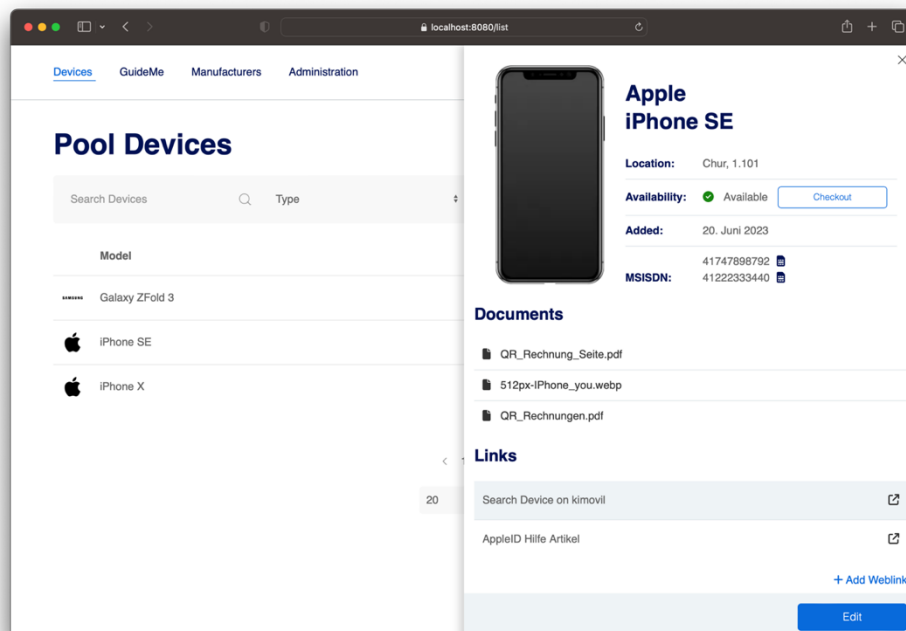 localhost:8080/list
Devices GuideMe Manufacturers Administration
Pool Devices
Search Devices Type
Model
SAMSUNG Galaxy ZFold 3
iPhone SE
iPhone X
20
Apple
iPhone SE
Location: Chur, 1.101
Availability: Available Checkout
Added: 20. Juni 2023
41747898792
MSISDN: 41222333440
Documents
QR_Rechnung_Seite.pdf
512px-IPhone_you.webp
QR_Rechnungen.pdf
Links
Search Device on kimovil
AppleID Hilfe Artikel
+ Add Weblink
Edit